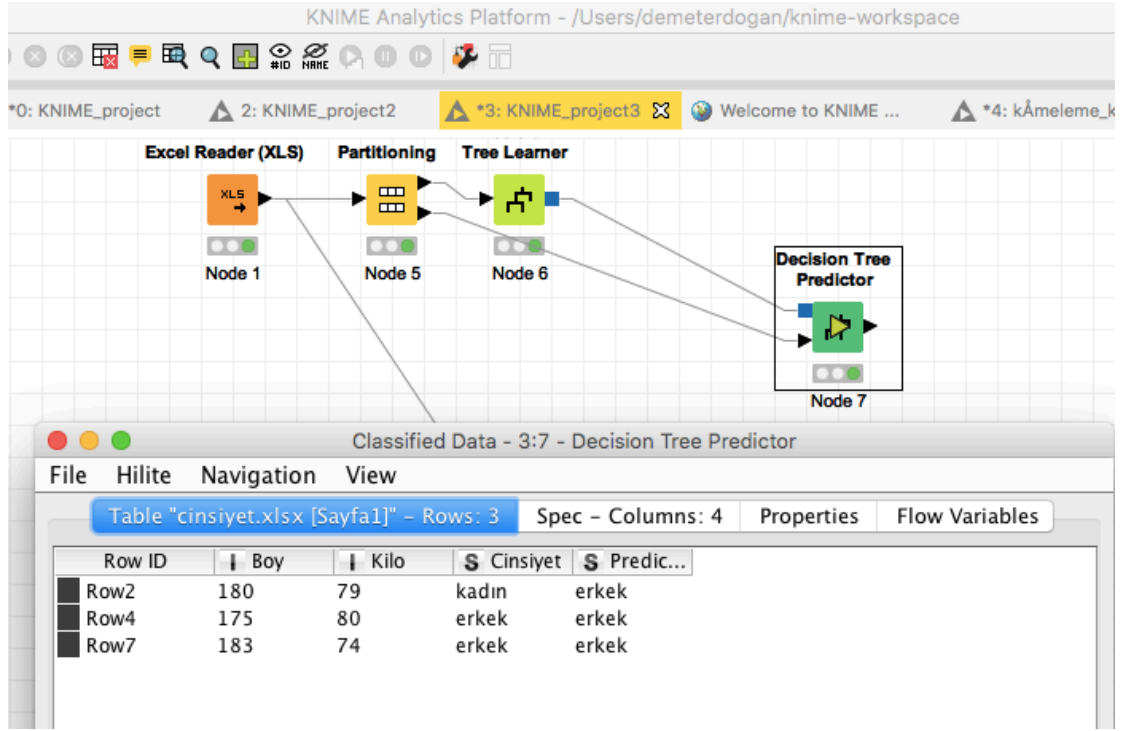 KNIME Analytics Platform - /Users/demeterdogan/knime-workspace
#ID NAME
*0: KNIME_project 2: KNIME_project2 *3: KNIME_project3 Welcome to KNIME ... *4: kÅmeleme_k
Excel Reader (XLS) Partitioning Tree Learner
XLS
Node 1 Node 5 Node 6
Decision Tree
Predictor
Node 7
Classified Data - 3:7 - Decision Tree Predictor
File Hilite Navigation View
Table "cinsiyet.xlsx [Sayfa1]" – Rows: 3 Spec – Columns: 4 Properties Flow Variables
Row ID I Boy I Kilo S Cinsiyet S Predic...
Row2 180 79 kadın erkek
Row4 175 80 erkek erkek
Row7 183 74 erkek erkek